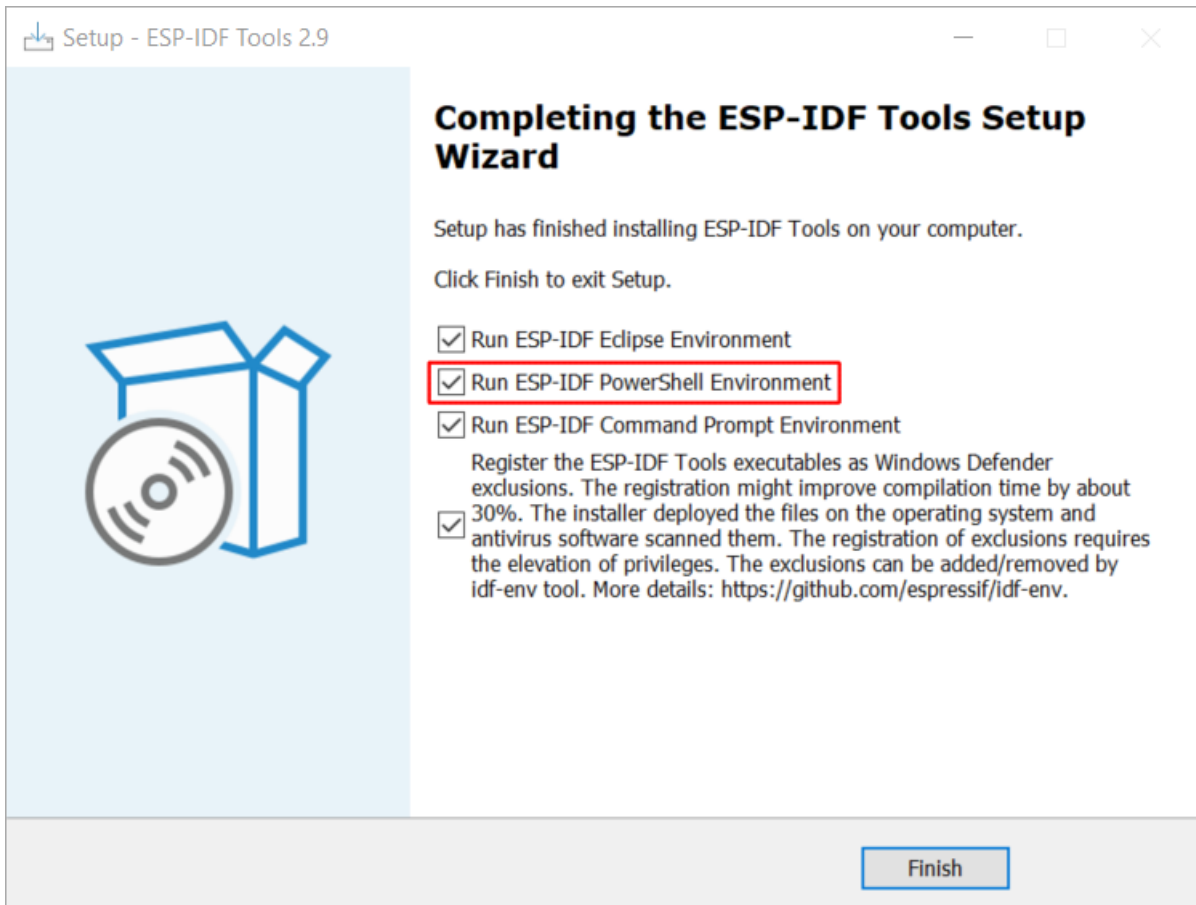 Setup - ESP-IDF Tools 2.9
Completing the ESP-IDF Tools Setup
Wizard
Setup has finished installing ESP-IDF Tools on your computer.
Click Finish to exit Setup.
Run ESP-IDF Eclipse Environment
Run ESP-IDF PowerShell Environment
Run ESP-IDF Command Prompt Environment
Register the ESP-IDF Tools executables as Windows Defender
exclusions. The registration might improve compilation time by about
30%. The installer deployed the files on the operating system and
antivirus software scanned them. The registration of exclusions requires
the elevation of privileges. The exclusions can be added/removed by
idf-env tool. More details: https://github.com/espressif/idf-env.
Finish